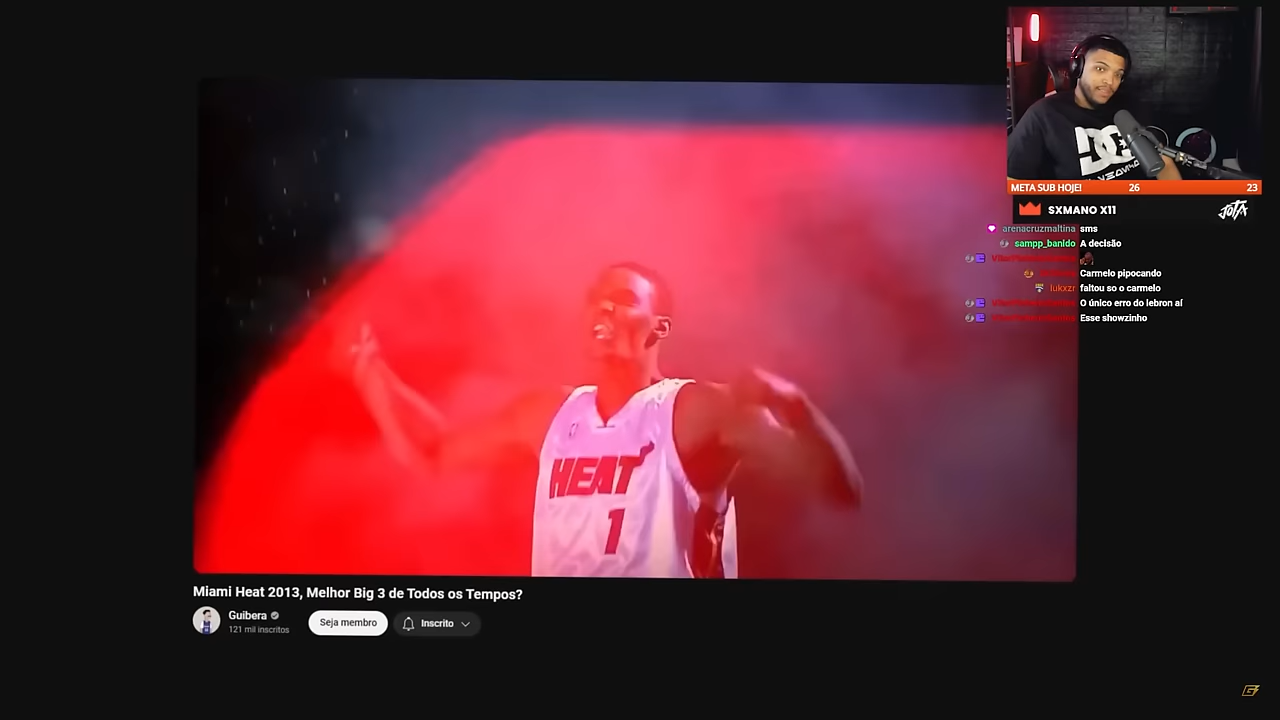 HEAT
1
Miami Heat 2013, Melhor Big 3 de Todos os Tempos?
Guibera
121 mil inscritos
Seja membro
Inscrito
DC
META SUB HOJE! 26 23
SXMANO X11 JOTA
arenacruzmaltina sms
sampp_banido A decisão
Carmelo pipocando
lukxzr faltou so o carmelo
O único erro do lebron aí
Esse showzinho